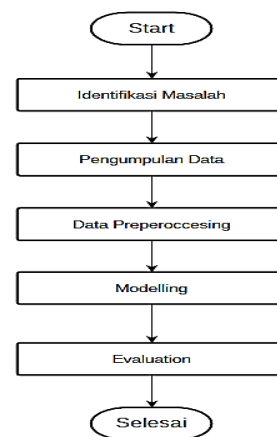 Start
Identifikasi Masalah
Pengumpulan Data
Data Preperoccesing
Modelling
Evaluation
Selesai